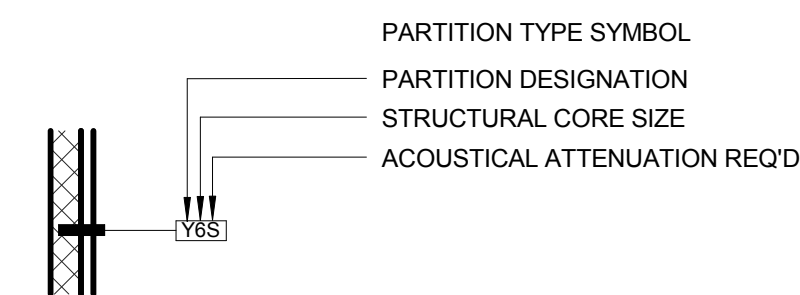 PARTITION TYPE SYMBOL
PARTITION DESIGNATION
STRUCTURAL CORE SIZE
ACOUSTICAL ATTENUATION REQ'D
Y6S